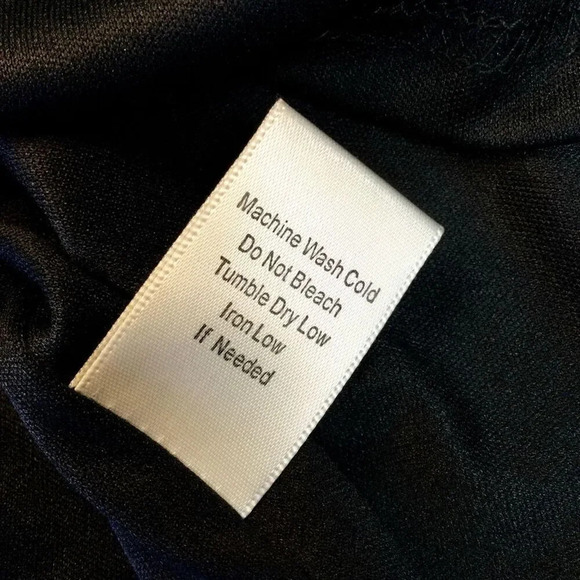 Machine Wash Cold
Do Not Bleach
Tumble Dry Low
Iron Low
If Needed